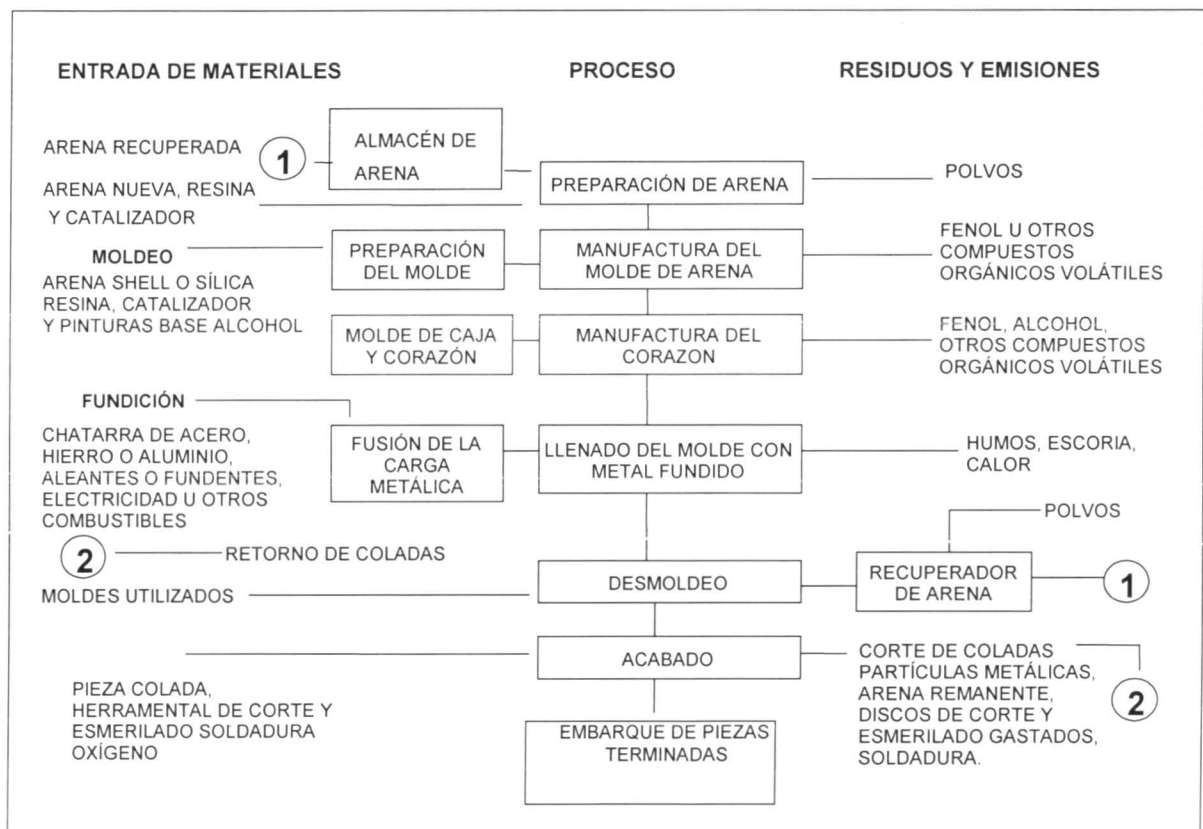 ENTRADA DE MATERIALES
PROCESO
RESIDUOS Y EMISIONES
ARENA RECUPERADA
1
ALMACÉN DE
ARENA
ARENA NUEVA, RESINA
Y CATALIZADOR
PREPARACIÓN DE ARENA
POLVOS
MOLDEO
ARENA SHELL O SÍLICA
RESINA, CATALIZADOR
Y PINTURAS BASE ALCOHOL
PREPARACIÓN
DEL MOLDE
MANUFACTURA DEL
MOLDE DE ARENA
FENOL U OTROS
COMPUESTOS
ORGÁNICOS VOLÁTILES
MOLDE DE CAJA
Y CORAZÓN
MANUFACTURA DEL
CORAZON
FENOL, ALCOHOL,
OTROS COMPUESTOS
ORGÁNICOS VOLÁTILES
FUNDICIÓN
CHATARRA DE ACERO,
HIERRO O ALUMINIO,
ALEANTES O FUNDENTES,
ELECTRICIDAD U OTROS
COMBUSTIBLES
FUSIÓN DE LA
CARGA
METÁLICA
LLENADO DEL MOLDE CON
METAL FUNDIDO
HUMOS, ESCORIA,
CALOR
POLVOS
2
RETORNO DE COLADAS
MOLDES UTILIZADOS
DESMOLDEO
RECUPERADOR
DE ARENA
1
ACABADO
CORTE DE COLADAS
PARTÍCULAS METÁLICAS,
ARENA REMANENTE,
DISCOS DE CORTE Y
ESMERILADO GASTADOS,
SOLDADURA.
2
PIEZA COLADA,
HERRAMENTAL DE CORTE Y
ESMERILADO SOLDADURA
OXÍGENO
EMBARQUE DE PIEZAS
TERMINADAS